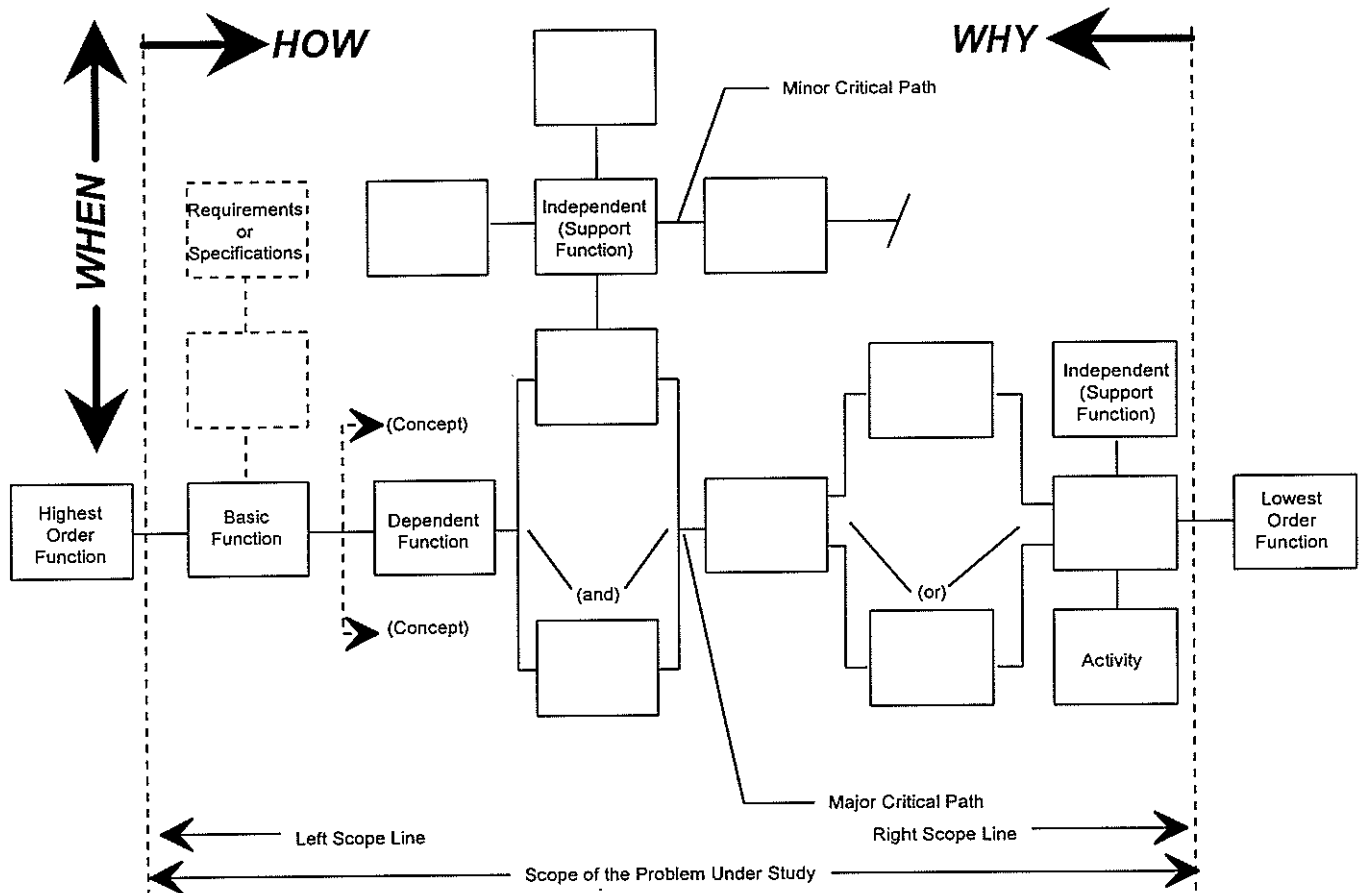 HOW
WHY
WHEN
Minor Critical Path
Requirements
or
Specifications
Independent
(Support
Function)
Independent
(Support
Function)
(Concept)
Highest
Order
Function
Basic
Function
Dependent
Function
Lowest
Order
Function
(and)
(or)
(Concept)
Activity
Major Critical Path
Left Scope Line
Right Scope Line
Scope of the Problem Under Study